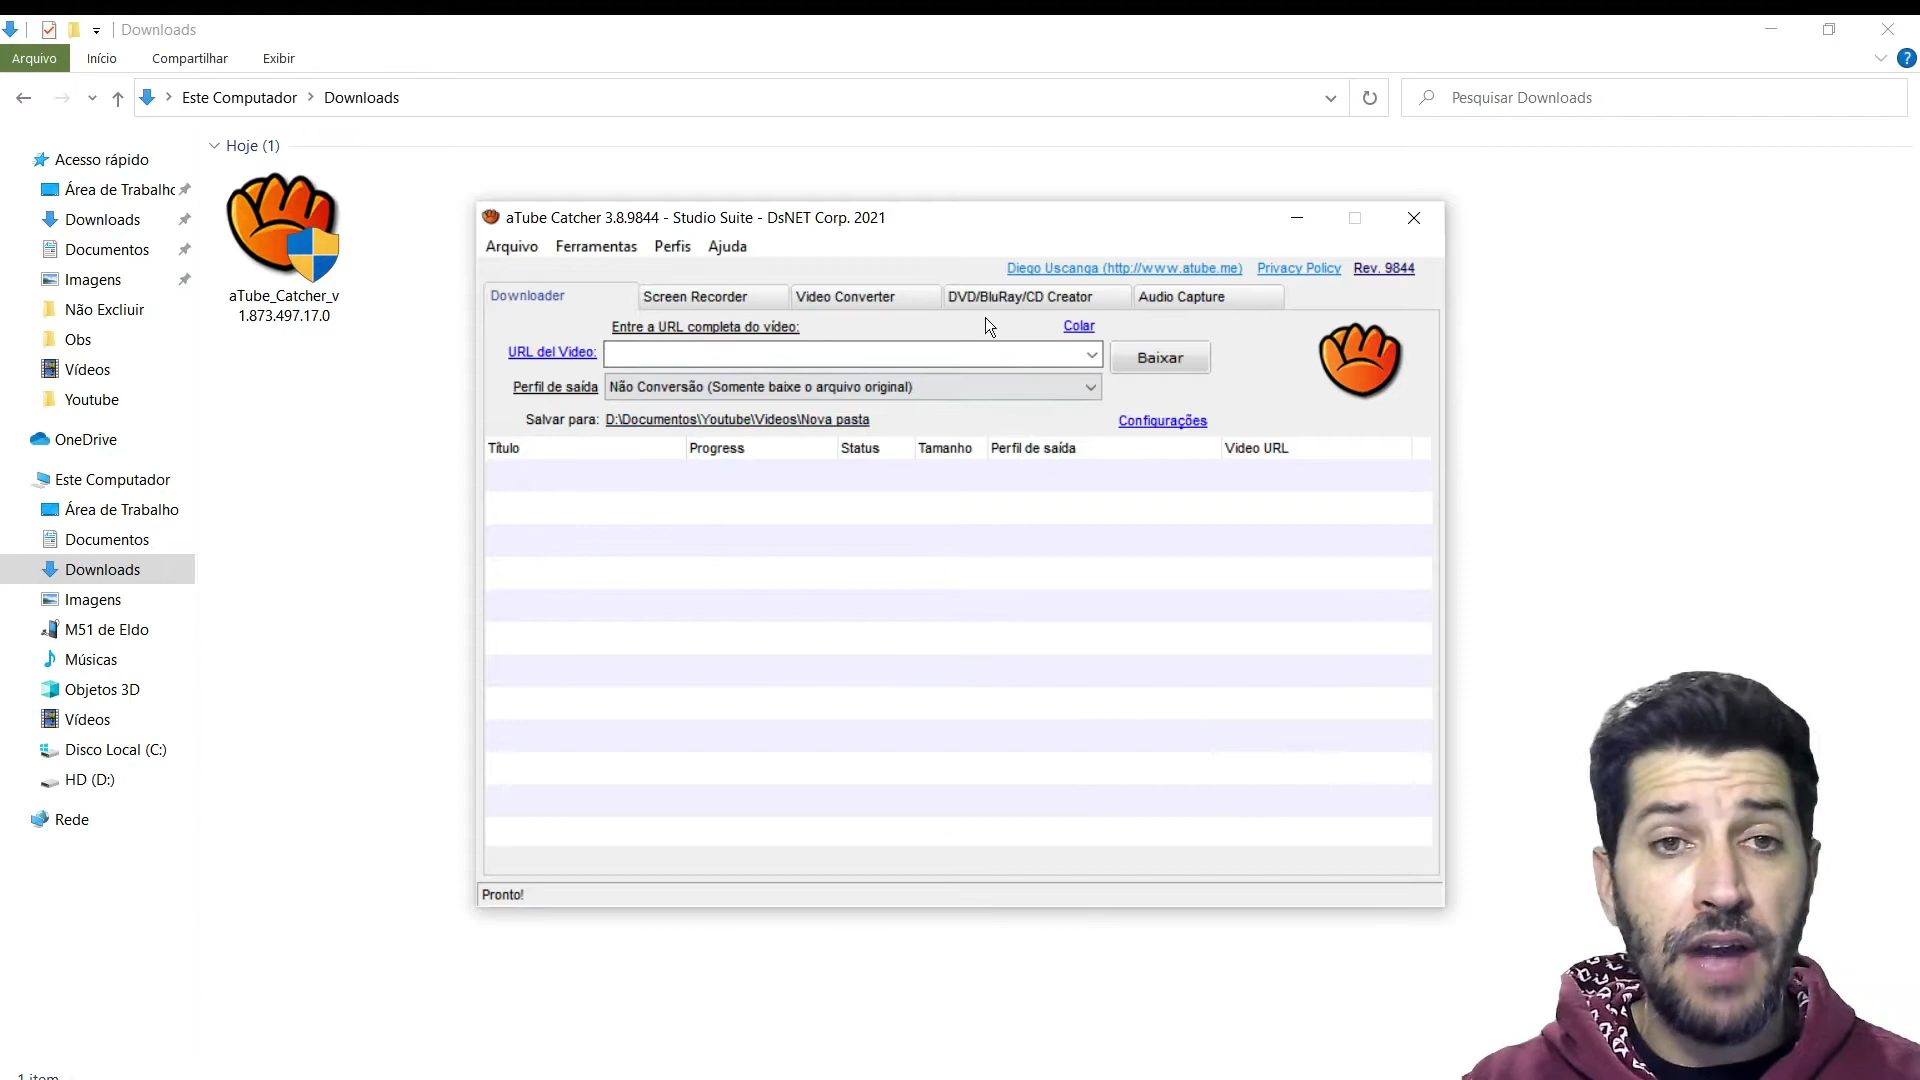 Downloads
Arquivo Início Compartilhar Exibir
Este Computador Downloads
Pesquisar Downloads
Hoje (1)
Acesso rápido
Área de Trabalho
Downloads
Documentos
Imagens
Não Excluir
Obs
Vídeos
Youtube
OneDrive
Este Computador
Área de Trabalho
Documentos
Downloads
Imagens
M51 de Eldo
Músicas
Objetos 3D
Vídeos
Disco Local (C:)
HD (D:)
Rede
1 item
aTube_Catcher_v
1.873.497.17.0
aTube Catcher 3.8.9844 - Studio Suite - DsNET Corp. 2021
Arquivo Ferramentas Perfis Ajuda
Diego Uscanga (http://www.atube.me) Privacy Policy Rev. 9844
Downloader Screen Recorder Video Converter DVD/BluRay/CD Creator Audio Capture
Entre a URL completa do vídeo: Colar
URL del Video: Baixar
Perfil de saída Não Conversão (Somente baixe o arquivo original)
Salvar para: D:\Documentos\Youtube\Videos\Nova pasta Configurações
Título Progress Status Tamanho Perfil de saída Video URL
Pronto!